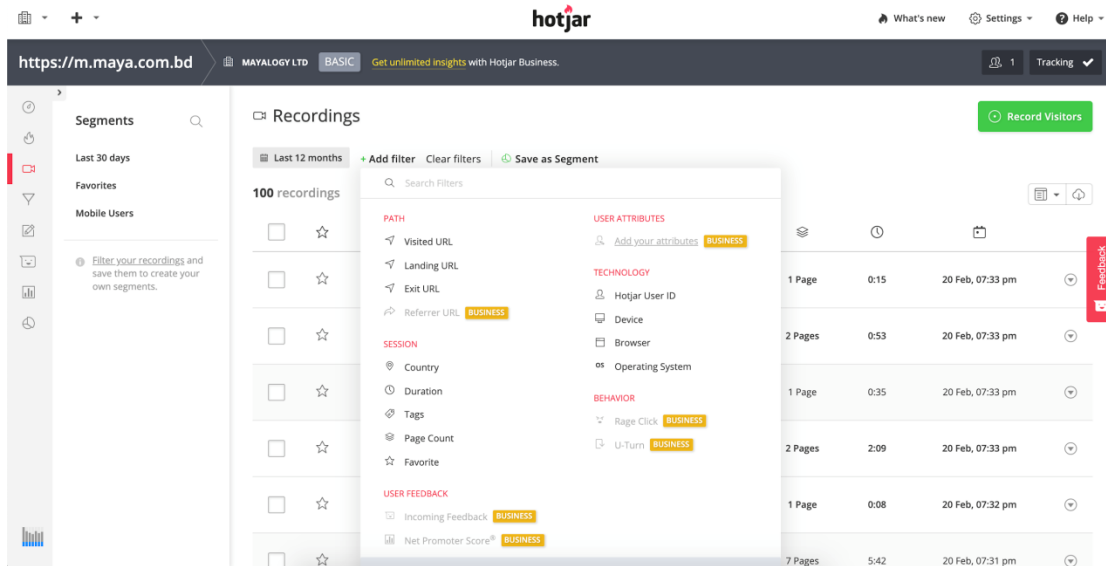 hotjar
What's new
Settings
Help
https://m.maya.com.bd
MAYALOGY LTD
BASIC
Get unlimited insights with Hotjar Business.
1
Tracking
Segments
Last 30 days
Favorites
Mobile Users
Filter your recordings and
save them to create your
own segments.
Recordings
Record Visitors
Last 12 months
+ Add filter
Clear filters
Save as Segment
100 recordings
Search Filters
PATH
Visited URL
Landing URL
Exit URL
Referrer URL BUSINESS
SESSION
Country
Duration
Tags
Page Count
Favorite
USER FEEDBACK
Incoming Feedback BUSINESS
Net Promoter Score® BUSINESS
USER ATTRIBUTES
Add your attributes BUSINESS
TECHNOLOGY
Hotjar User ID
Device
Browser
os Operating System
BEHAVIOR
Rage Click BUSINESS
U-Turn BUSINESS
1 Page 0:15 20 Feb, 07:33 pm
2 Pages 0:53 20 Feb, 07:33 pm
1 Page 0:35 20 Feb, 07:33 pm
2 Pages 2:09 20 Feb, 07:33 pm
1 Page 0:08 20 Feb, 07:32 pm
7 Pages 5:42 20 Feb, 07:31 pm
Feedback